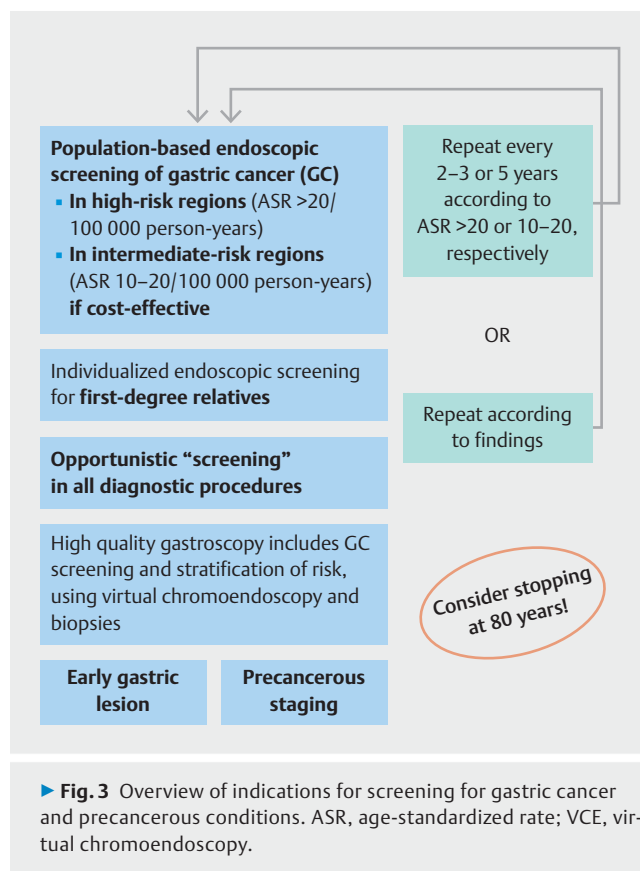 Population-based endoscopic
screening of gastric cancer (GC)
▪ In high-risk regions (ASR >20/
100 000 person-years)
▪ In intermediate-risk regions
(ASR 10–20/100 000 person-years)
if cost-effective
Repeat every
2–3 or 5 years
according to
ASR >20 or 10–20,
respectively
OR
Individualized endoscopic screening
for first-degree relatives
Repeat according
to findings
Opportunistic “screening”
in all diagnostic procedures
High quality gastroscopy includes GC
screening and stratification of risk,
using virtual chromoendoscopy and
biopsies
Consider stopping
at 80 years!
Early gastric
lesion
Precancerous
staging
▶ Fig. 3 Overview of indications for screening for gastric cancer
and precancerous conditions. ASR, age-standardized rate; VCE, vir-
tual chromoendoscopy.